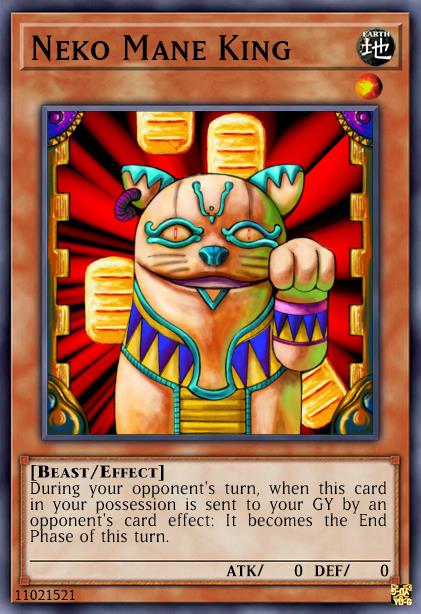 Neko Mane King
EARTH
地
[Beast/Effect]
During your opponent's turn, when this card
in your possession is sent to your GY by an
opponent's card effect: It becomes the End
Phase of this turn.
ATK/ 0 DEF/ 0
11021521